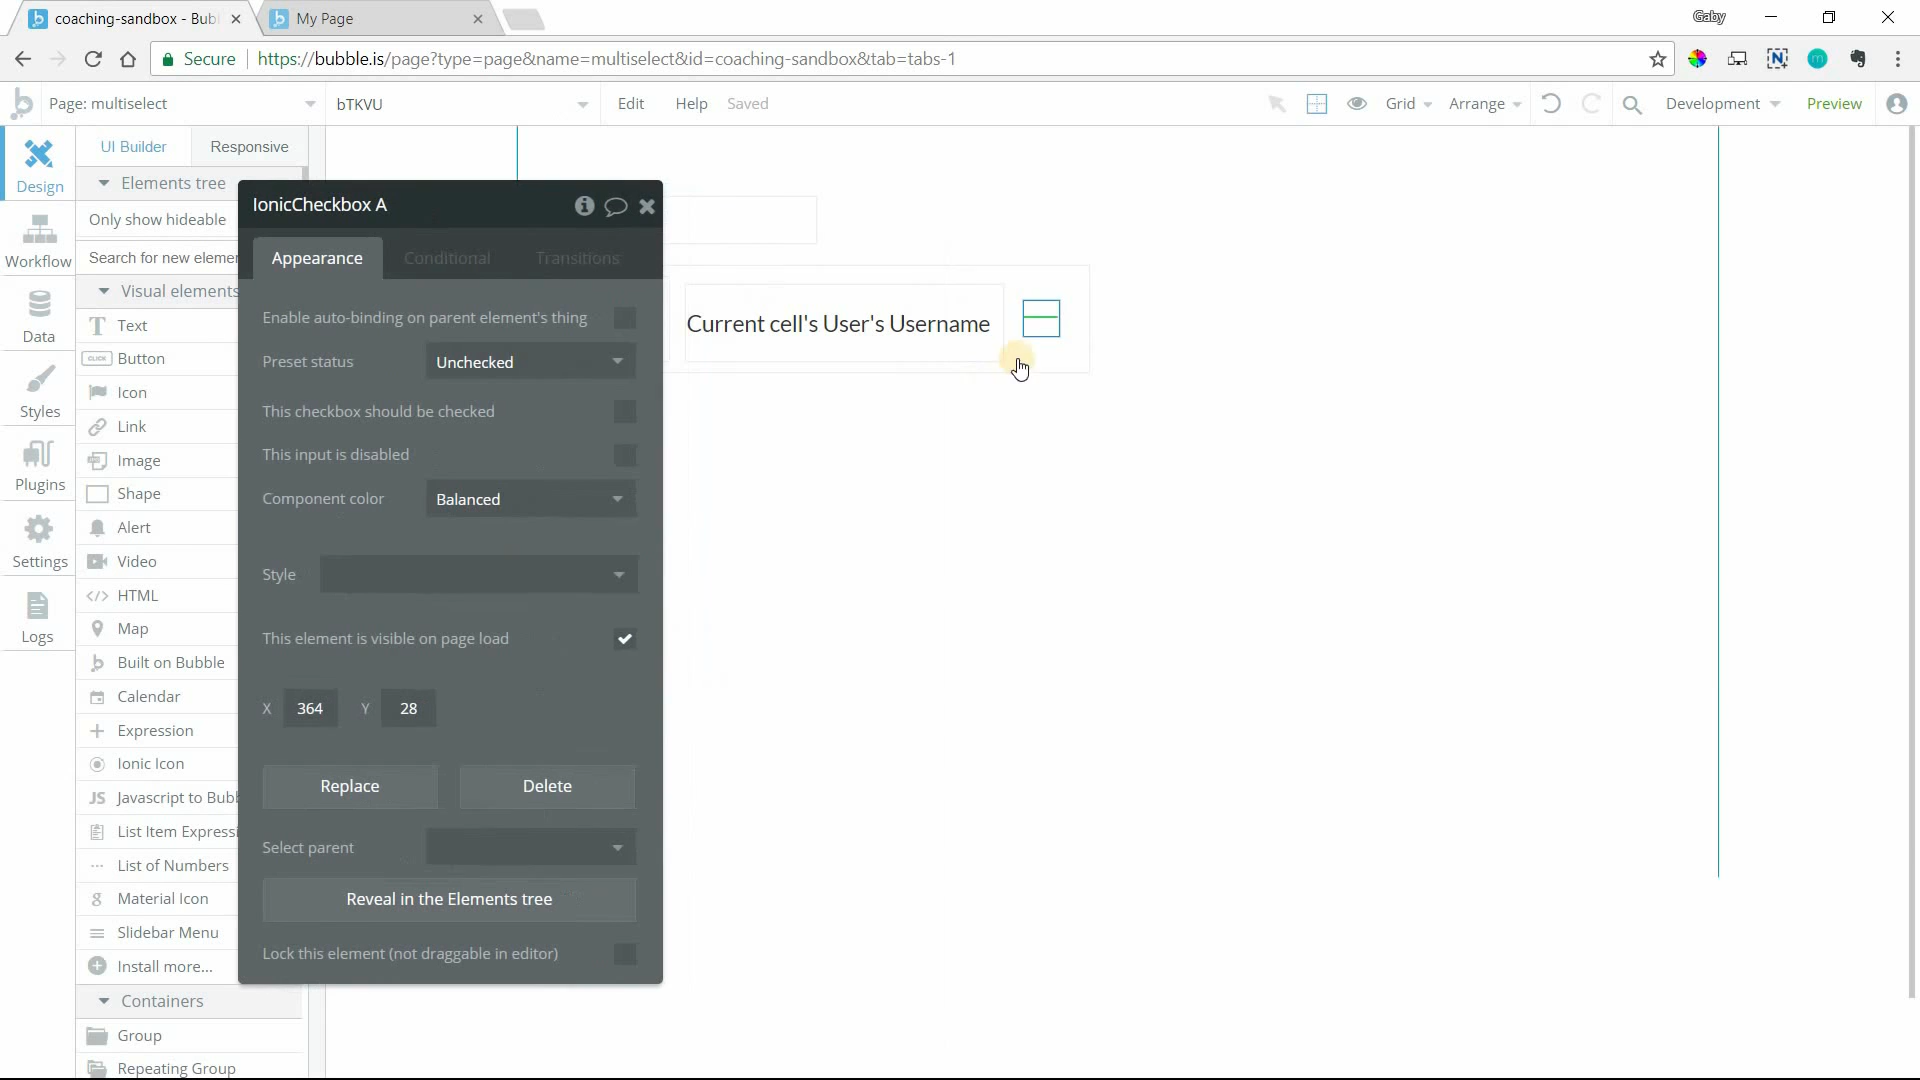 coaching-sandbox - Bub
My Page
Gaby
Secure
https://bubble.is/page?type=page&name=multiselect&id=coaching-sandbox&tab=tabs-1
Page: multiselect
bTKVU
Edit
Help
Saved
Grid
Arrange
Development
Preview
Design
Workflow
Data
Styles
Plugins
Settings
Logs
UI Builder
Responsive
Elements tree
Only show hideable
Search for new elemen
Visual elements
Text
CLICK
Button
Icon
Link
Image
Shape
Alert
Video
</> HTML
Map
Built on Bubble
Calendar
Expression
Ionic Icon
JS Javascript to Bubb
List Item Expressi
List of Numbers
g Material Icon
Slidebar Menu
Install more...
Containers
Group
Repeating Group
IonicCheckbox A
Appearance
Conditional
Transitions
Enable auto-binding on parent element's thing
Preset status
Unchecked
This checkbox should be checked
This input is disabled
Component color
Balanced
Style
This element is visible on page load
X 364 Y 28
Replace
Delete
Select parent
Reveal in the Elements tree
Lock this element (not draggable in editor)
Current cell's User's Username